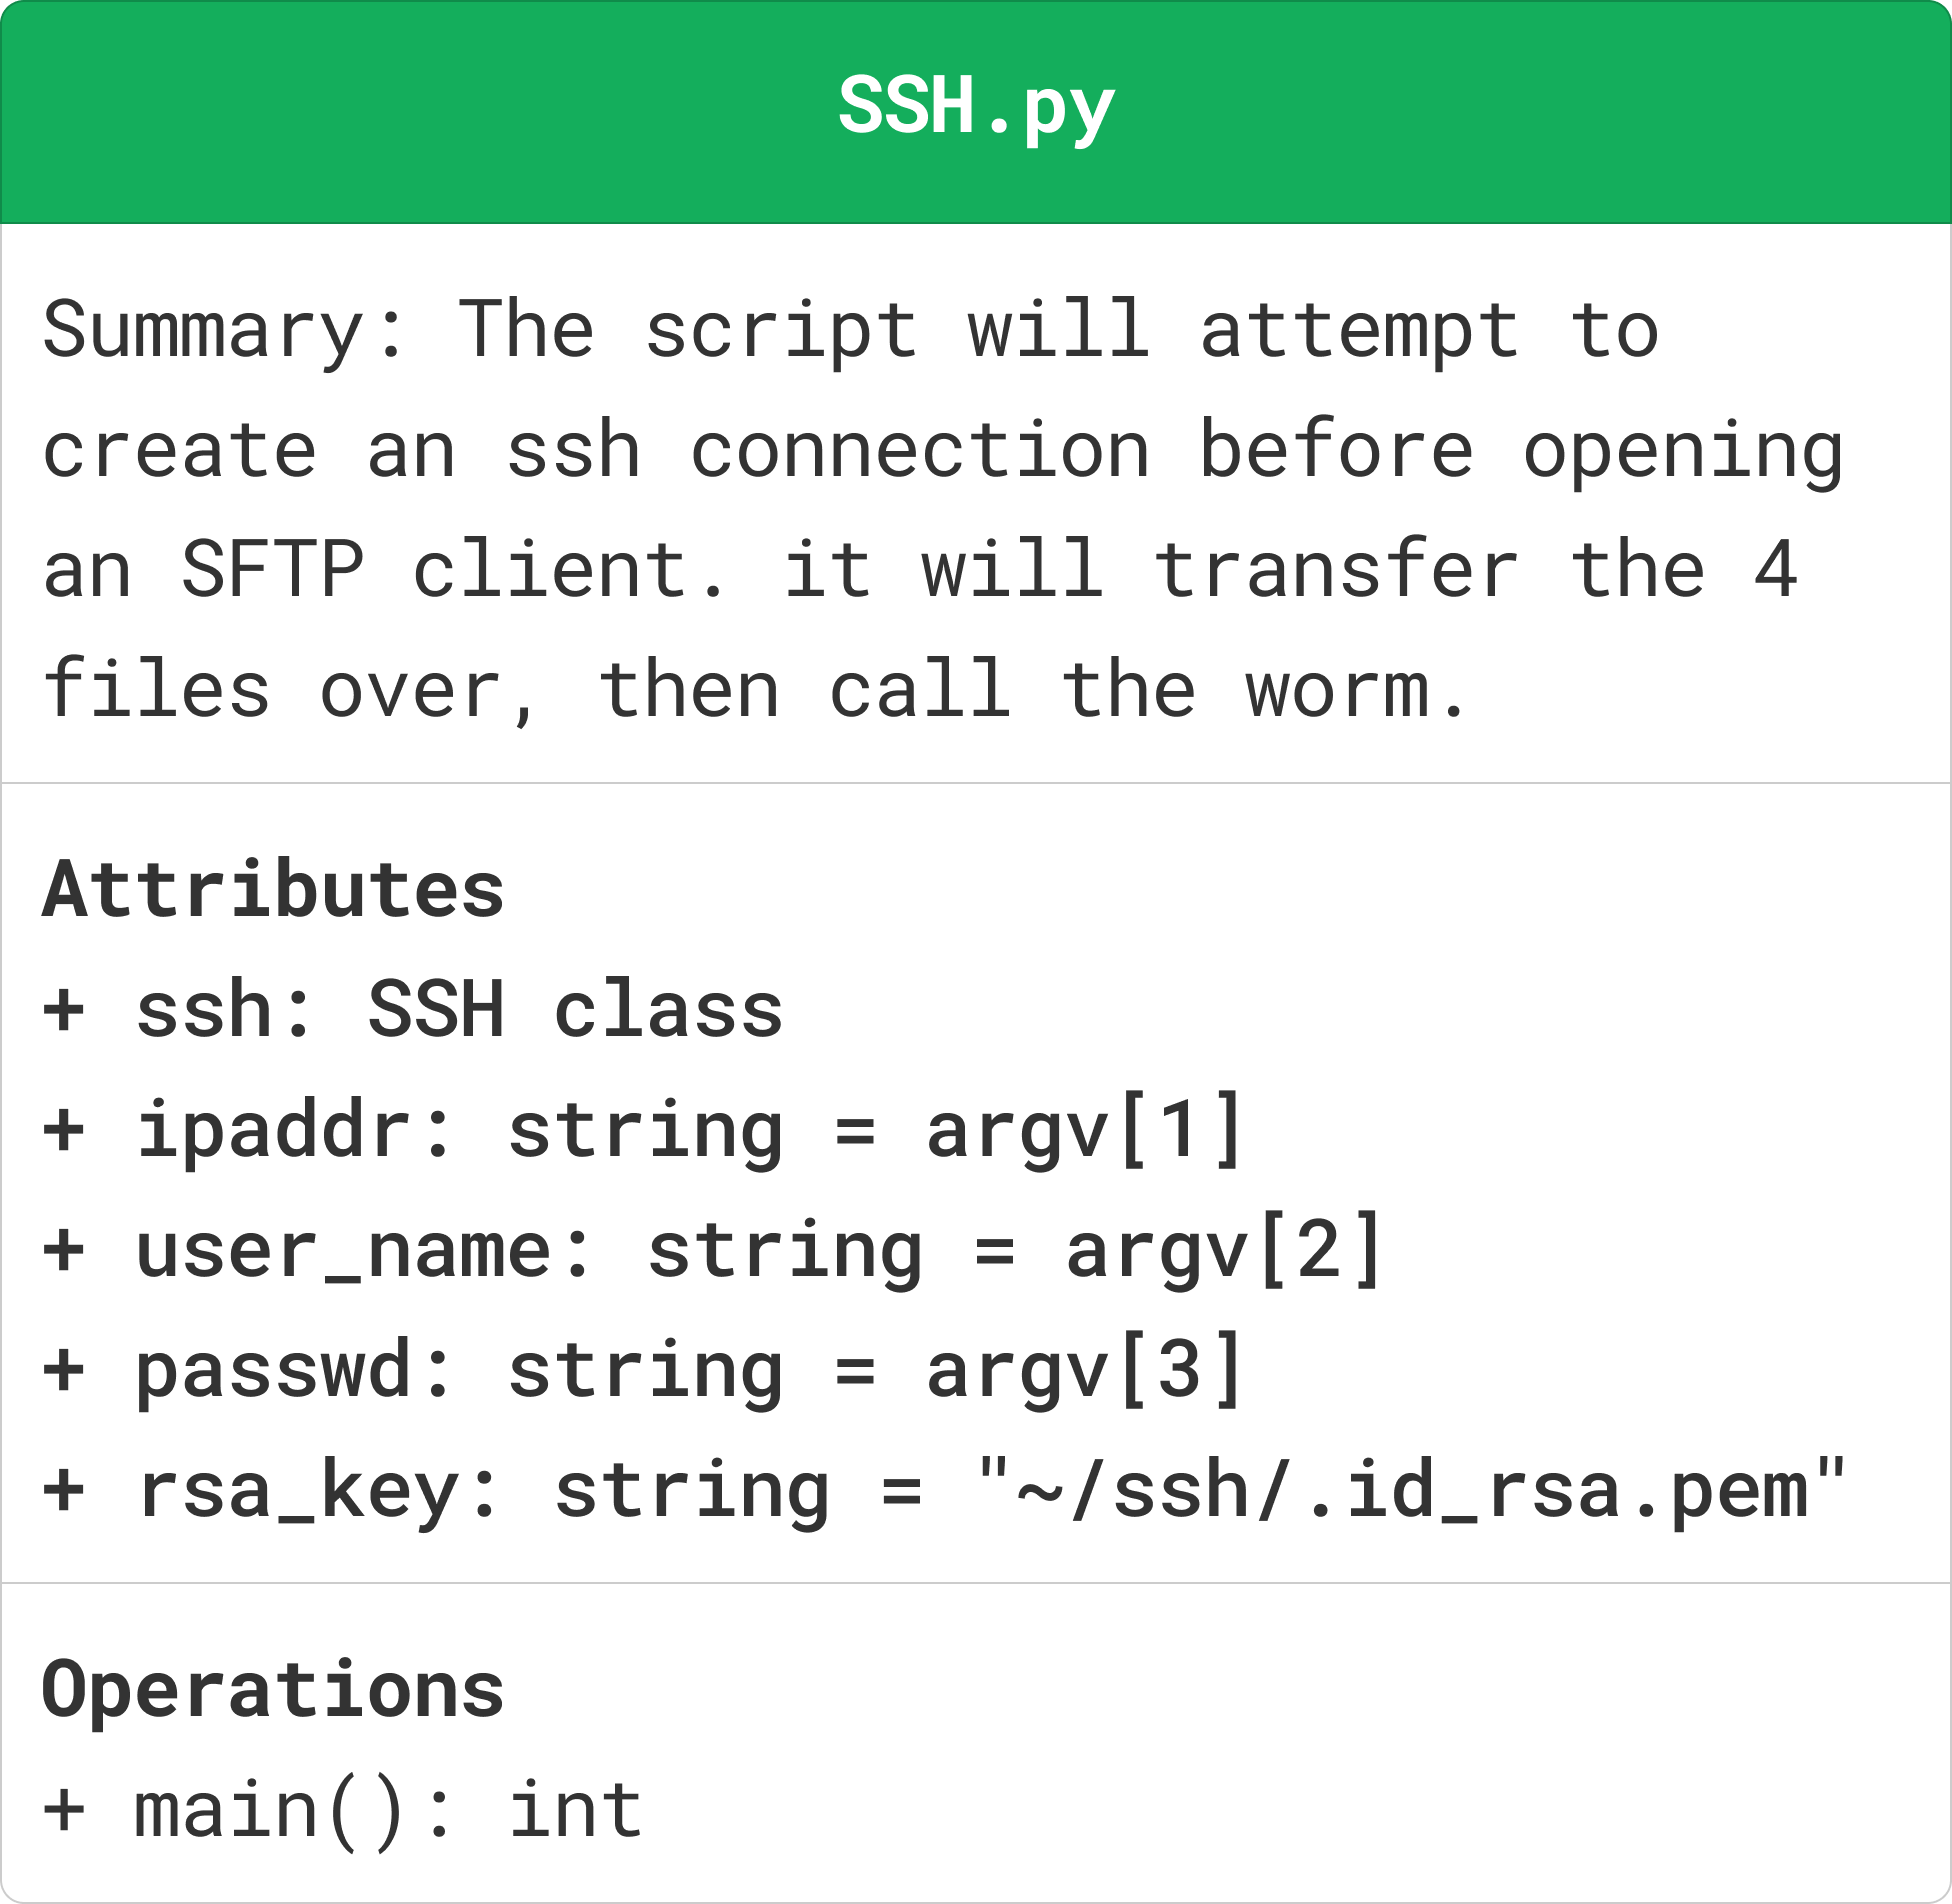 SSH.py
Summary: The script will attempt to
create an ssh connection before opening
an SFTP client. it will transfer the 4
files over, then call the worm.
Attributes
+ ssh: SSH class
+ ipaddr: string = argv[1]
+ user_name: string = argv[2]
+ passwd: string = argv[3]
+ rsa_key: string = "~/ssh/.id_rsa.pem"
Operations
+ main(): int